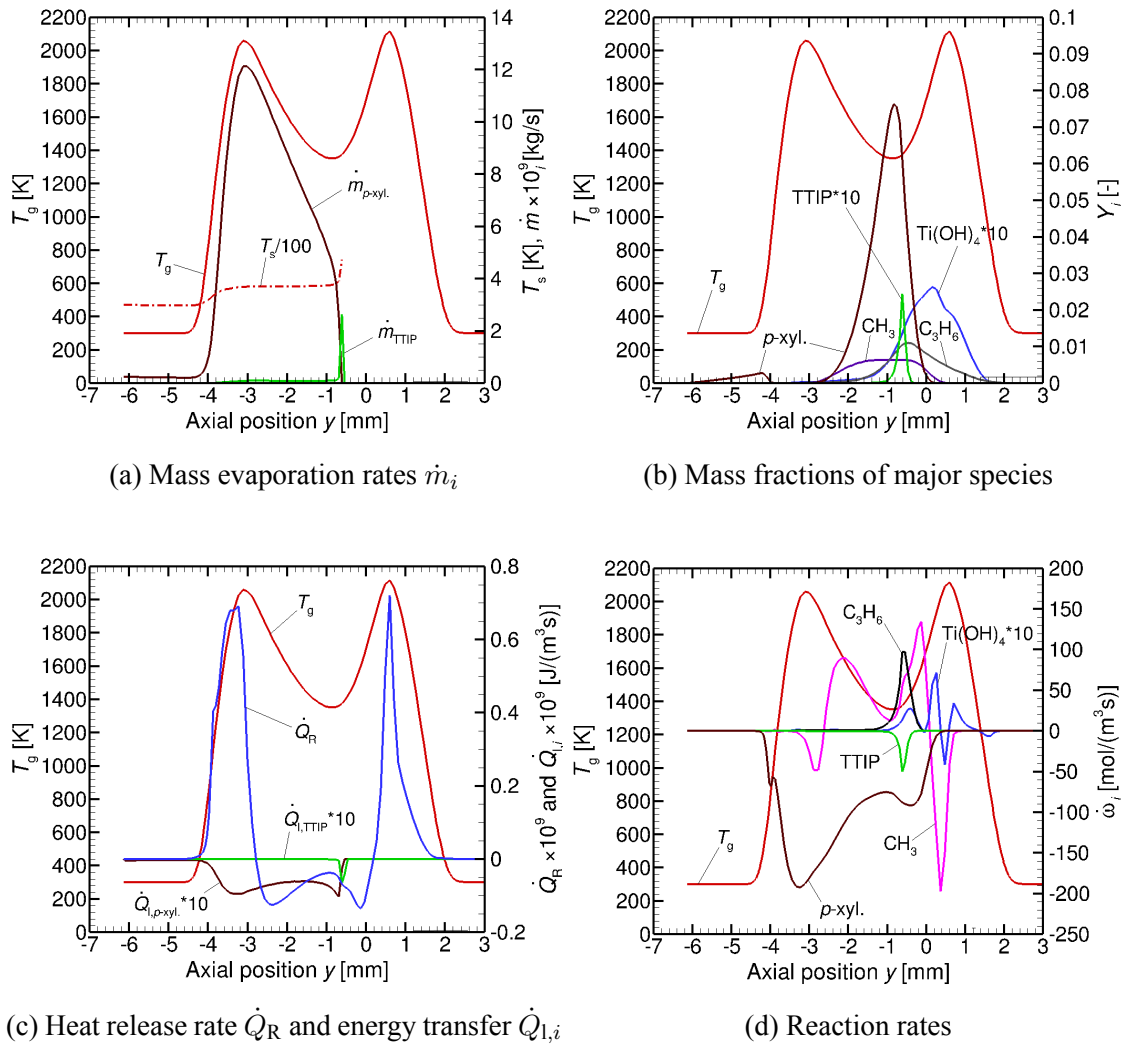 2200
2000
1800
1600
1400
1200
1000
800
600
400
200
0
T_g [K]
14
12
10
8
6
4
2
0
T_s [K], ṁ ×10^9_i [kg/s]
ṁ_p-xyl.
T_s/100
T_g
ṁ_TTIP
-7 -6 -5 -4 -3 -2 -1 0 1 2 3
Axial position y [mm]
(a) Mass evaporation rates ṁ_i
2200
2000
1800
1600
1400
1200
1000
800
600
400
200
0
T_g [K]
0.1
0.09
0.08
0.07
0.06
0.05
0.04
0.03
0.02
0.01
0
Y_i [-]
TTIP*10
Ti(OH)_4*10
T_g
p-xyl.
CH_3
C_3H_6
-7 -6 -5 -4 -3 -2 -1 0 1 2 3
Axial position y [mm]
(b) Mass fractions of major species
2200
2000
1800
1600
1400
1200
1000
800
600
400
200
0
T_g [K]
0.8
0.6
0.4
0.2
0
-0.2
Q̇_R ×10^9 and Q̇_l,i × 10^9 [J/(m^3s)]
T_g
Q̇_R
Q̇_l,TTIP*10
Q̇_l,p-xyl.*10
-7 -6 -5 -4 -3 -2 -1 0 1 2 3
Axial position y [mm]
(c) Heat release rate Q̇_R and energy transfer Q̇_l,i
2200
2000
1800
1600
1400
1200
1000
800
600
400
200
0
T_g [K]
200
150
100
50
0
-50
-100
-150
-200
-250
ω̇_i [mol/(m^3s)]
C_3H_6
Ti(OH)_4*10
TTIP
T_g
CH_3
p-xyl.
-7 -6 -5 -4 -3 -2 -1 0 1 2 3
Axial position y [mm]
(d) Reaction rates